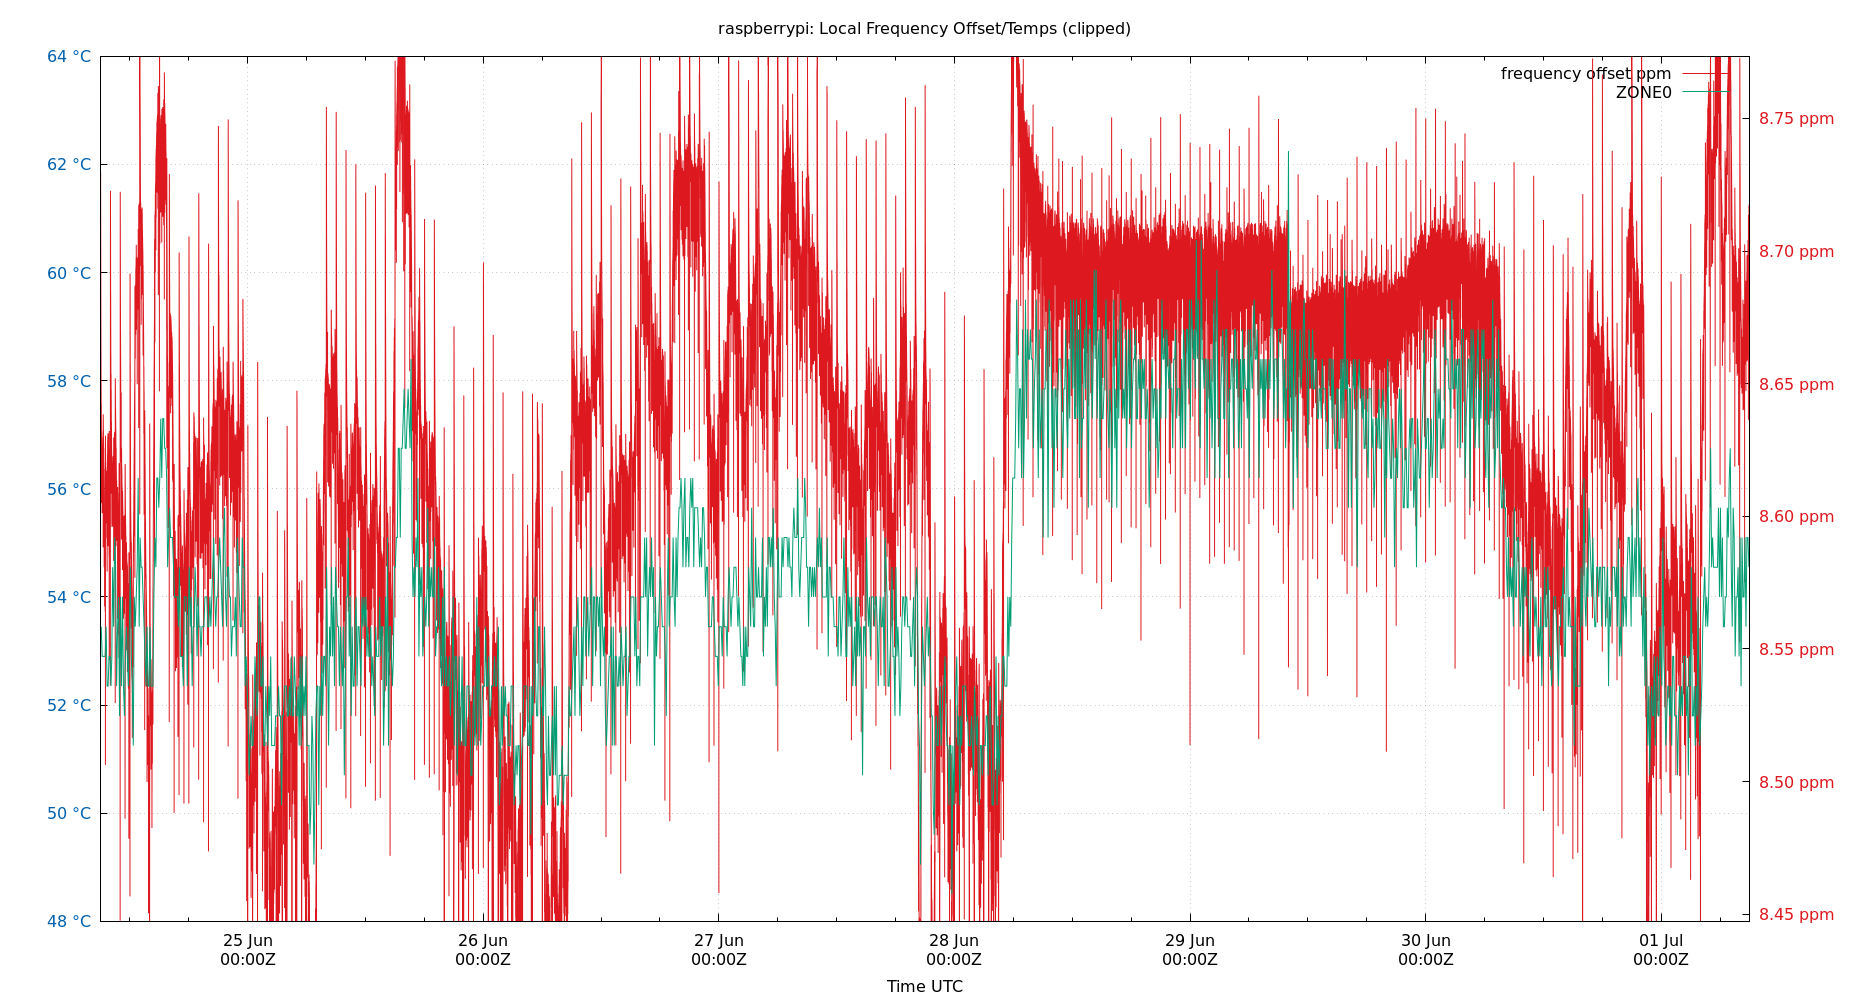 raspberrypi: Local Frequency Offset/Temps (clipped)
64 °C
62 °C
60 °C
58 °C
56 °C
54 °C
52 °C
50 °C
48 °C
frequency offset ppm
ZONE0
8.75 ppm
8.70 ppm
8.65 ppm
8.60 ppm
8.55 ppm
8.50 ppm
8.45 ppm
25 Jun
00:00Z
26 Jun
00:00Z
27 Jun
00:00Z
28 Jun
00:00Z
29 Jun
00:00Z
30 Jun
00:00Z
01 Jul
00:00Z
Time UTC